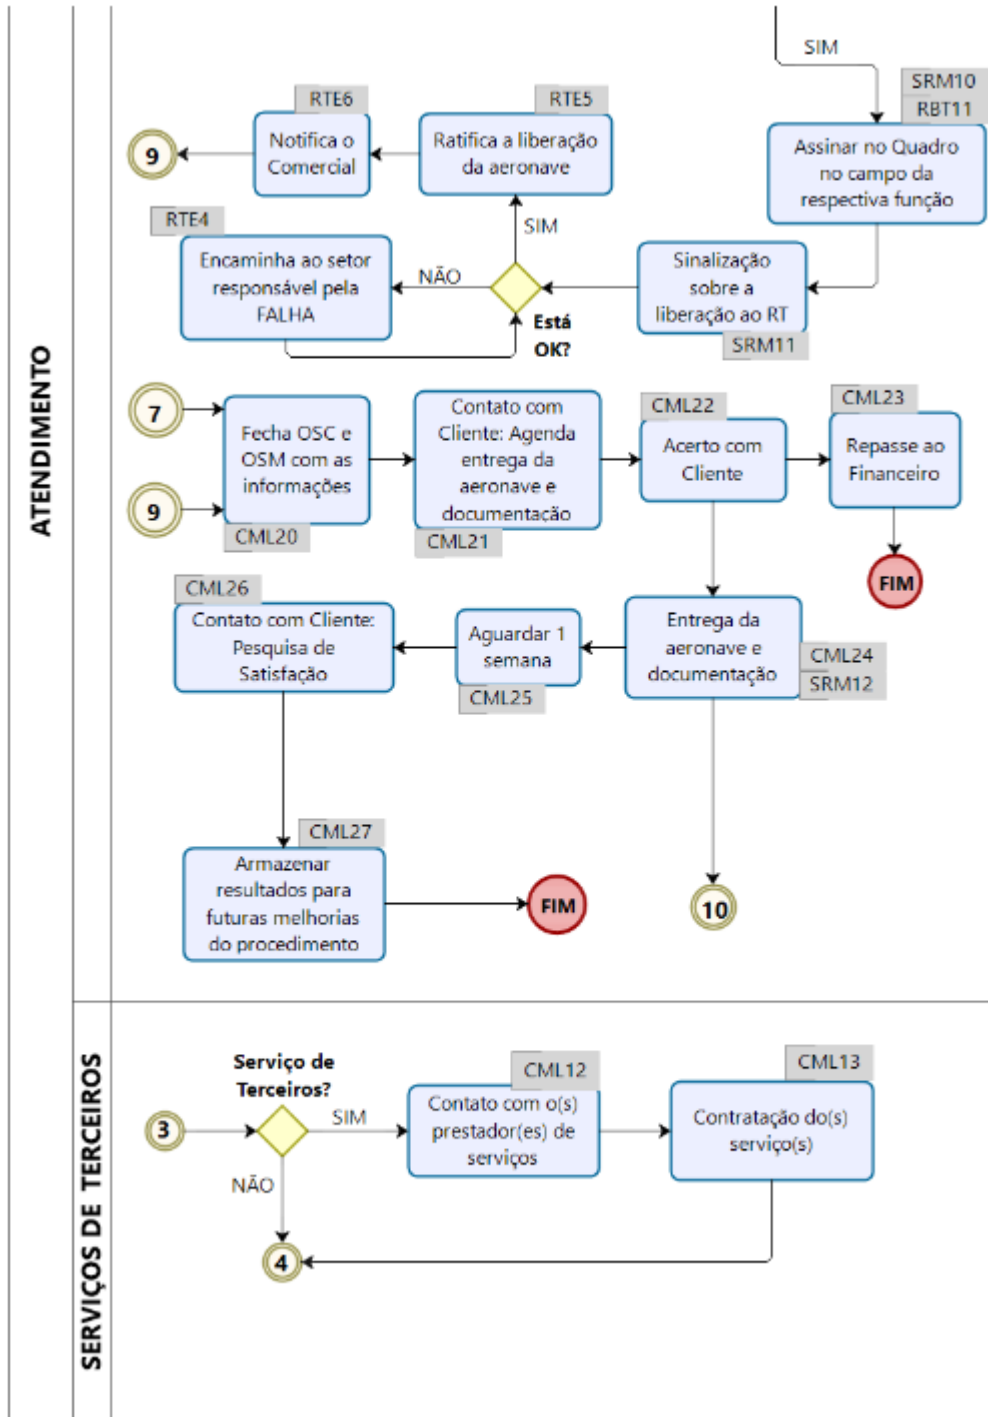 ATENDIMENTO
SIM
SRM10
RBT11
Assinar no Quadro
no campo da
respectiva função
RTE6
Notifica o
Comercial
RTE5
Ratifica a liberação
da aeronave
9
SIM
RTE4
Encaminha ao setor
responsável pela
FALHA
NÃO
Está
OK?
Sinalização
sobre a
liberação ao RT
SRM11
7
9
Fecha OSC e
OSM com as
informações
CML20
Contato com
Cliente: Agenda
entrega da
aeronave e
documentação
CML21
CML22
Acerto com
Cliente
CML23
Repasse ao
Financeiro
FIM
CML26
Contato com Cliente:
Pesquisa de
Satisfação
Aguardar 1
semana
CML25
Entrega da
aeronave e
documentação
CML24
SRM12
CML27
Armazenar
resultados para
futuras melhorias
do procedimento
FIM
10
SERVIÇOS DE TERCEIROS
3
Serviço de
Terceiros?
SIM
NÃO
CML12
Contato com o(s)
prestador(es) de
serviços
CML13
Contratação do(s)
serviço(s)
4